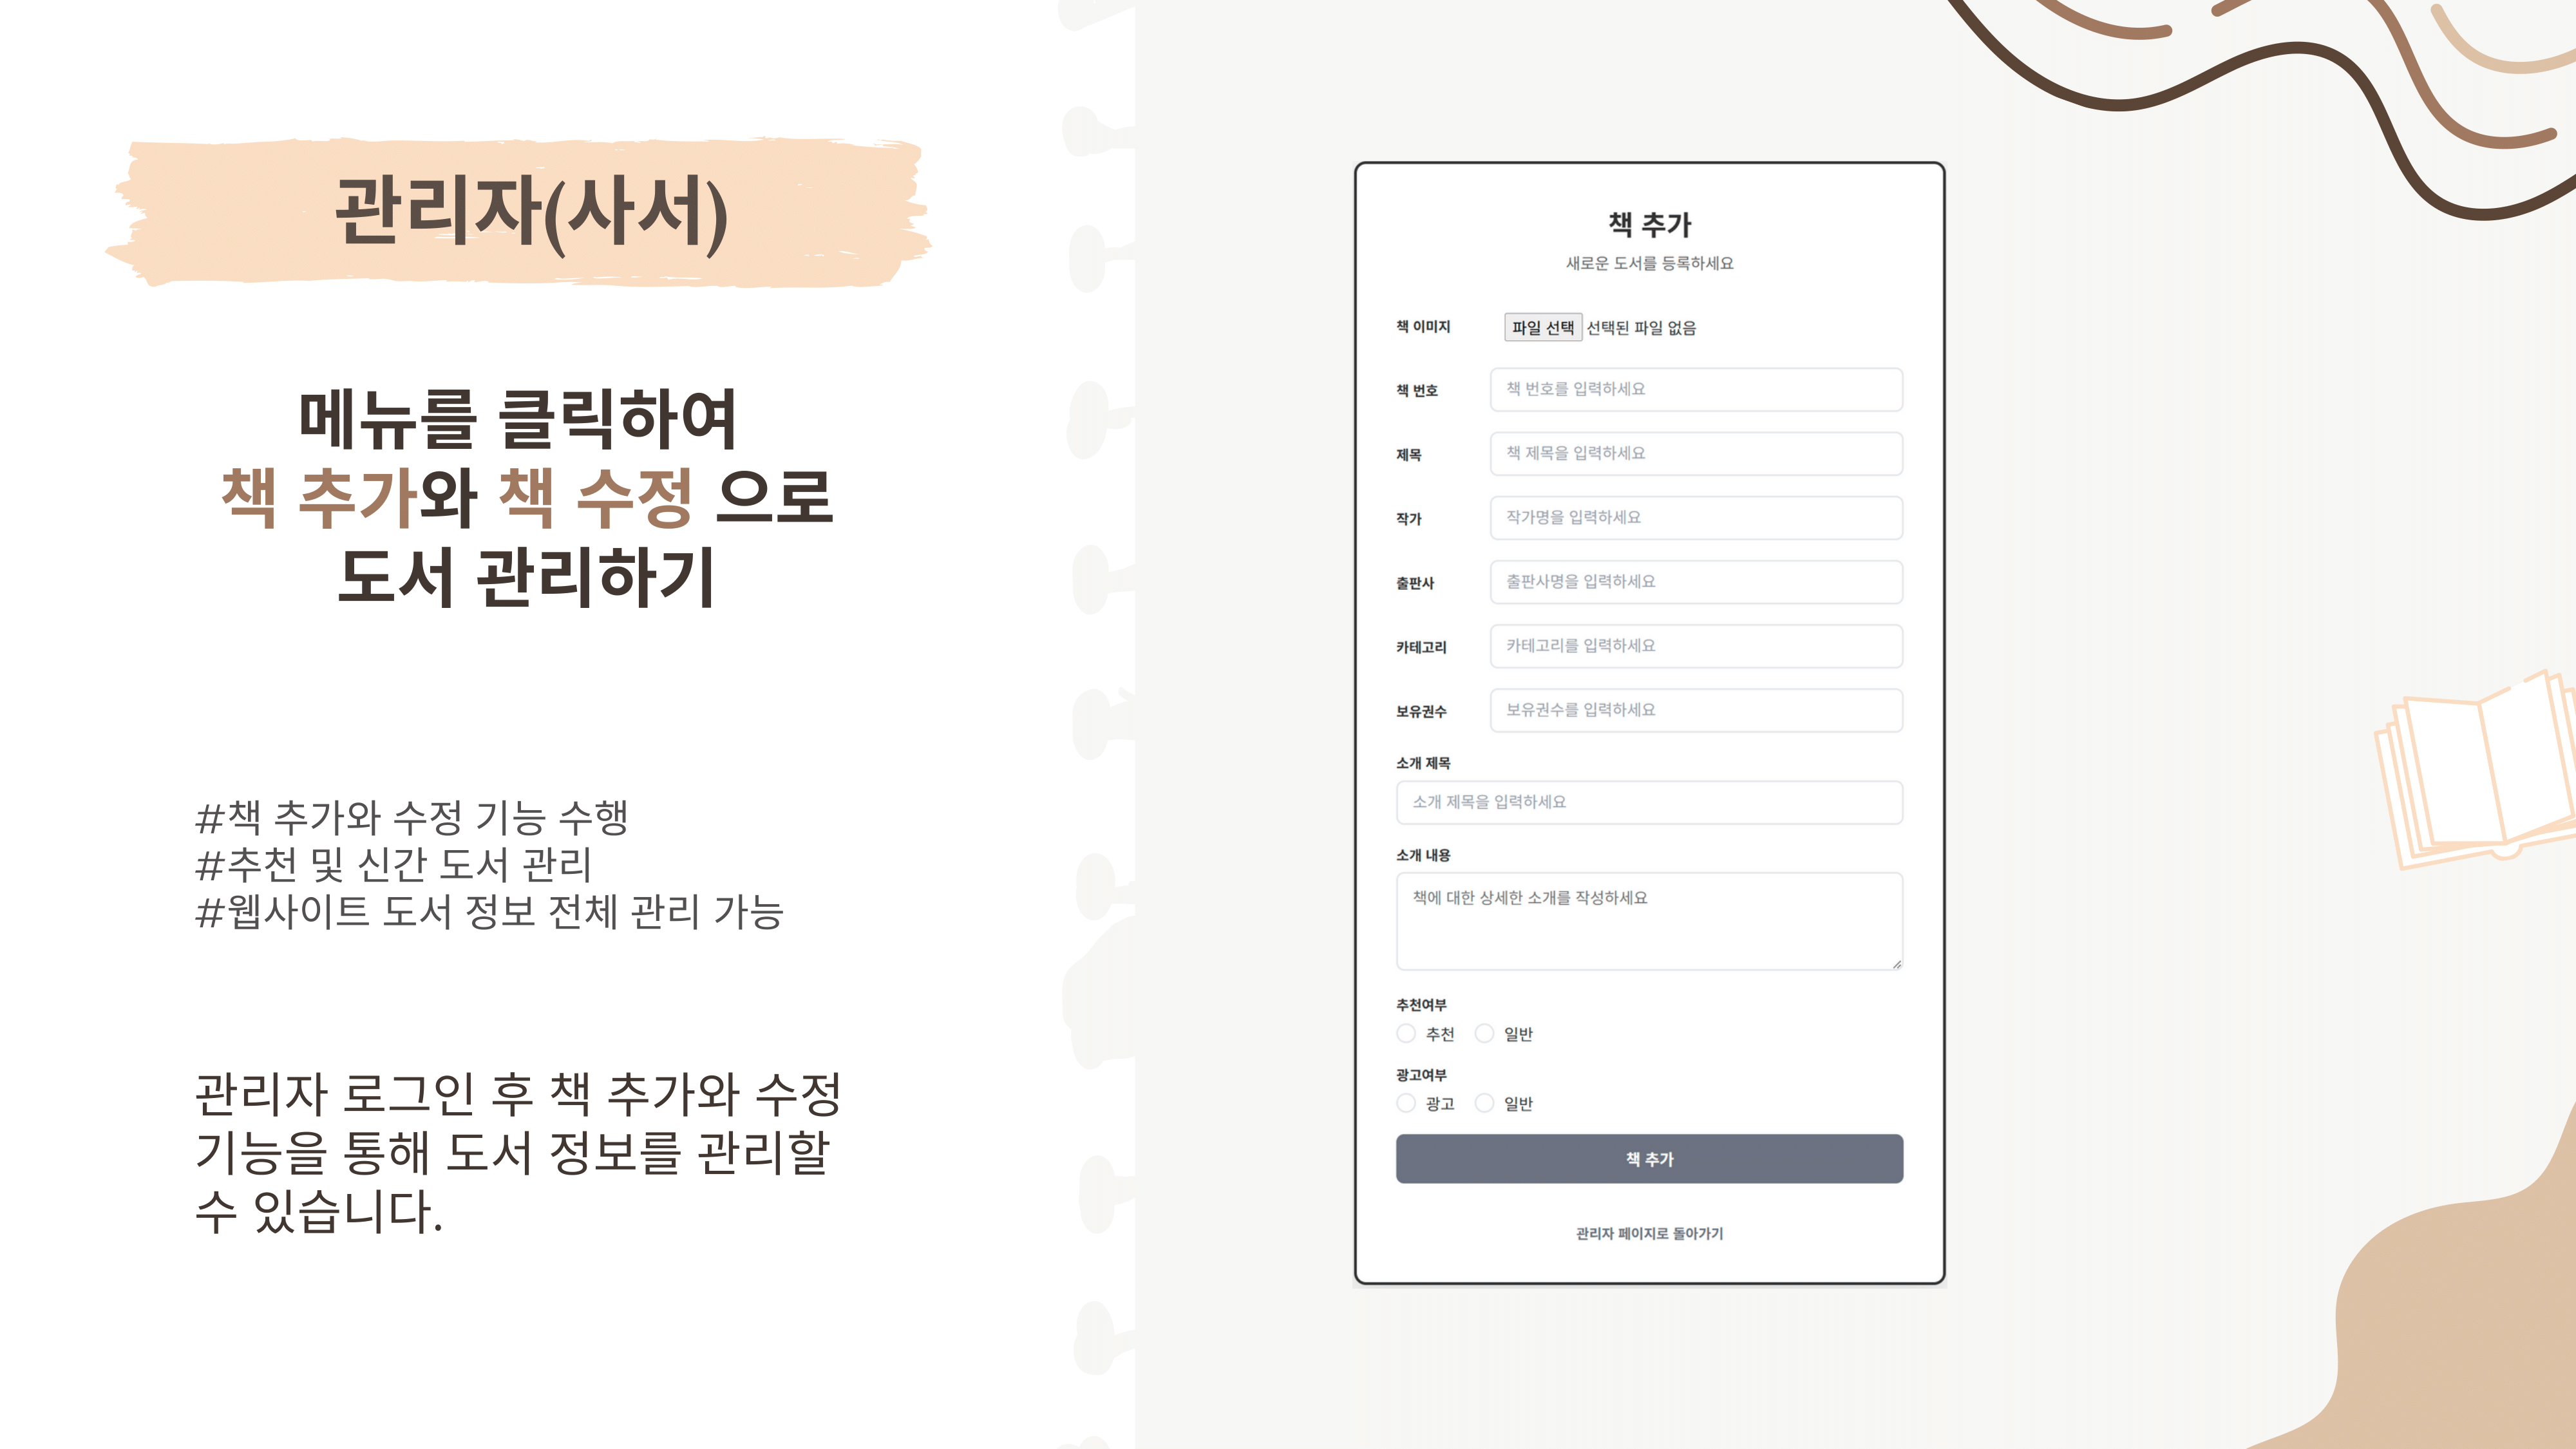 관리자(사서)
메뉴를 클릭하여
책 추가와 책 수정 으로
도서 관리하기
#책 추가와 수정 기능 수행
#추천 및 신간 도서 관리
#웹사이트 도서 정보 전체 관리 가능
관리자 로그인 후 책 추가와 수정
기능을 통해 도서 정보를 관리할
수 있습니다.
책 추가
새로운 도서를 등록하세요
책 이미지 파일 선택 선택된 파일 없음
책 번호 책 번호를 입력하세요
제목 책 제목을 입력하세요
작가 작가명을 입력하세요
출판사 출판사명을 입력하세요
카테고리 카테고리를 입력하세요
보유권수 보유권수를 입력하세요
소개 제목
소개 제목을 입력하세요
소개 내용
책에 대한 상세한 소개를 작성하세요
추천여부
추천 일반
광고여부
광고 일반
책 추가
관리자 페이지로 돌아가기